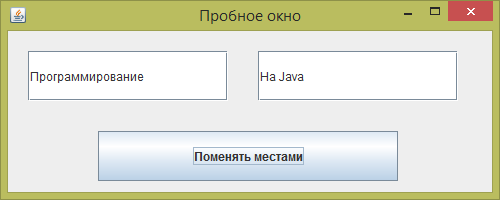 Пробное окно
Программирование
На Java
Поменять местами